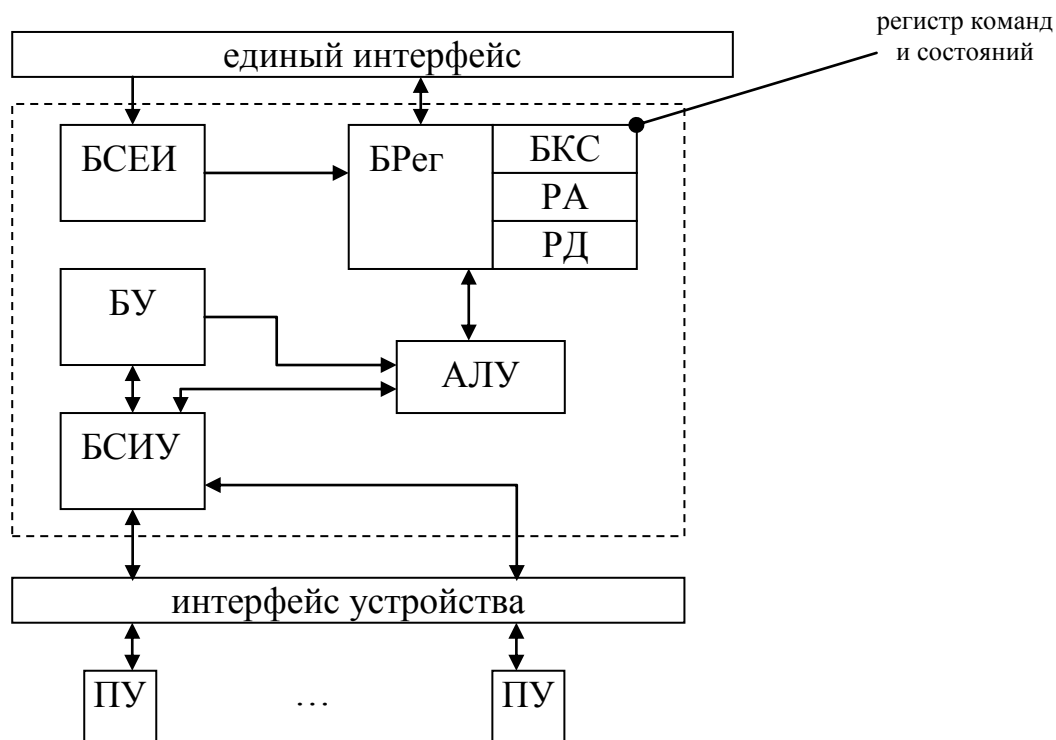 регистр команд
и состояний
единый интерфейс
БСЕИ
БРег
БКС
РА
РД
БУ
АЛУ
БСИУ
интерфейс устройства
ПУ
...
ПУ